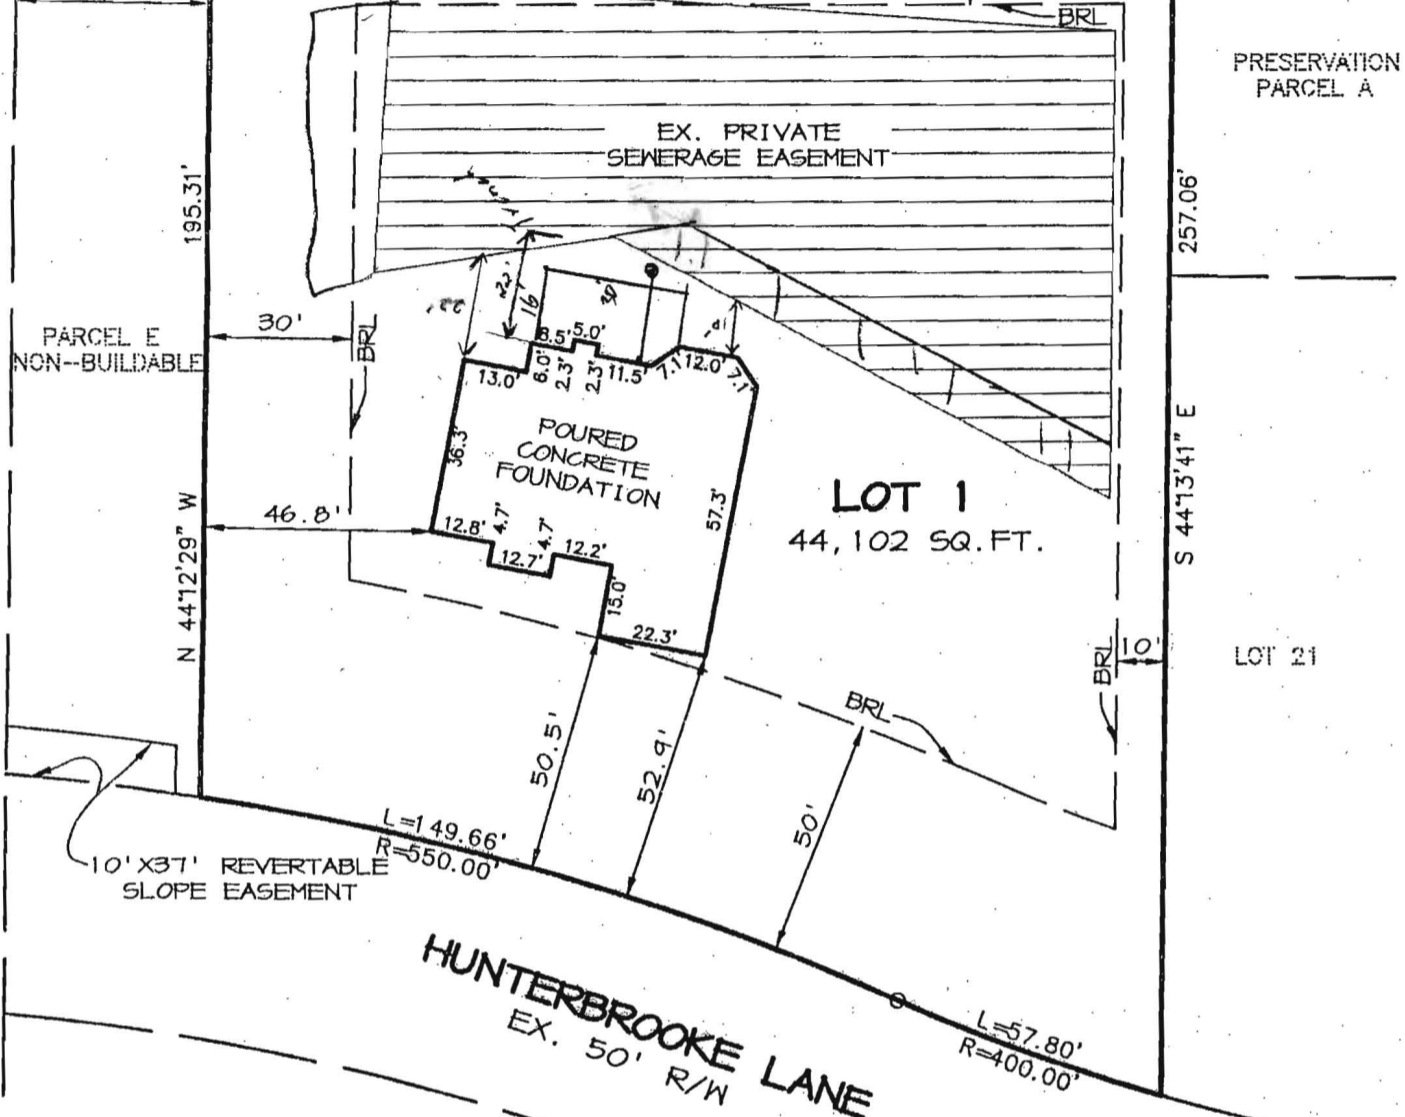 BRL
PRESERVATION
PARCEL A
EX. PRIVATE
SEWERAGE EASEMENT
195.31'
257.06'
22'
22'
16'
30'
PARCEL E
NON--BUILDABLE
30'
BRL
8.5'
5.0'
13.0'
6.0'
2.3'
2.3'
11.5'
7.1'
12.0'
7.1'
POURED
CONCRETE
FOUNDATION
36.3'
57.3'
LOT 1
44,102 SQ.FT.
46.8'
12.8'
4.7'
12.7'
4.7'
12.2'
15.0'
22.3'
N 44°12'29" W
S 44°13'41" E
BRL
10'
LOT 21
BRL
50.5'
52.9'
50'
L=149.66'
R=550.00'
10'X37' REVERTABLE
SLOPE EASEMENT
HUNTERBROOKE LANE
EX. 50' R/W
L=57.80'
R=400.00'